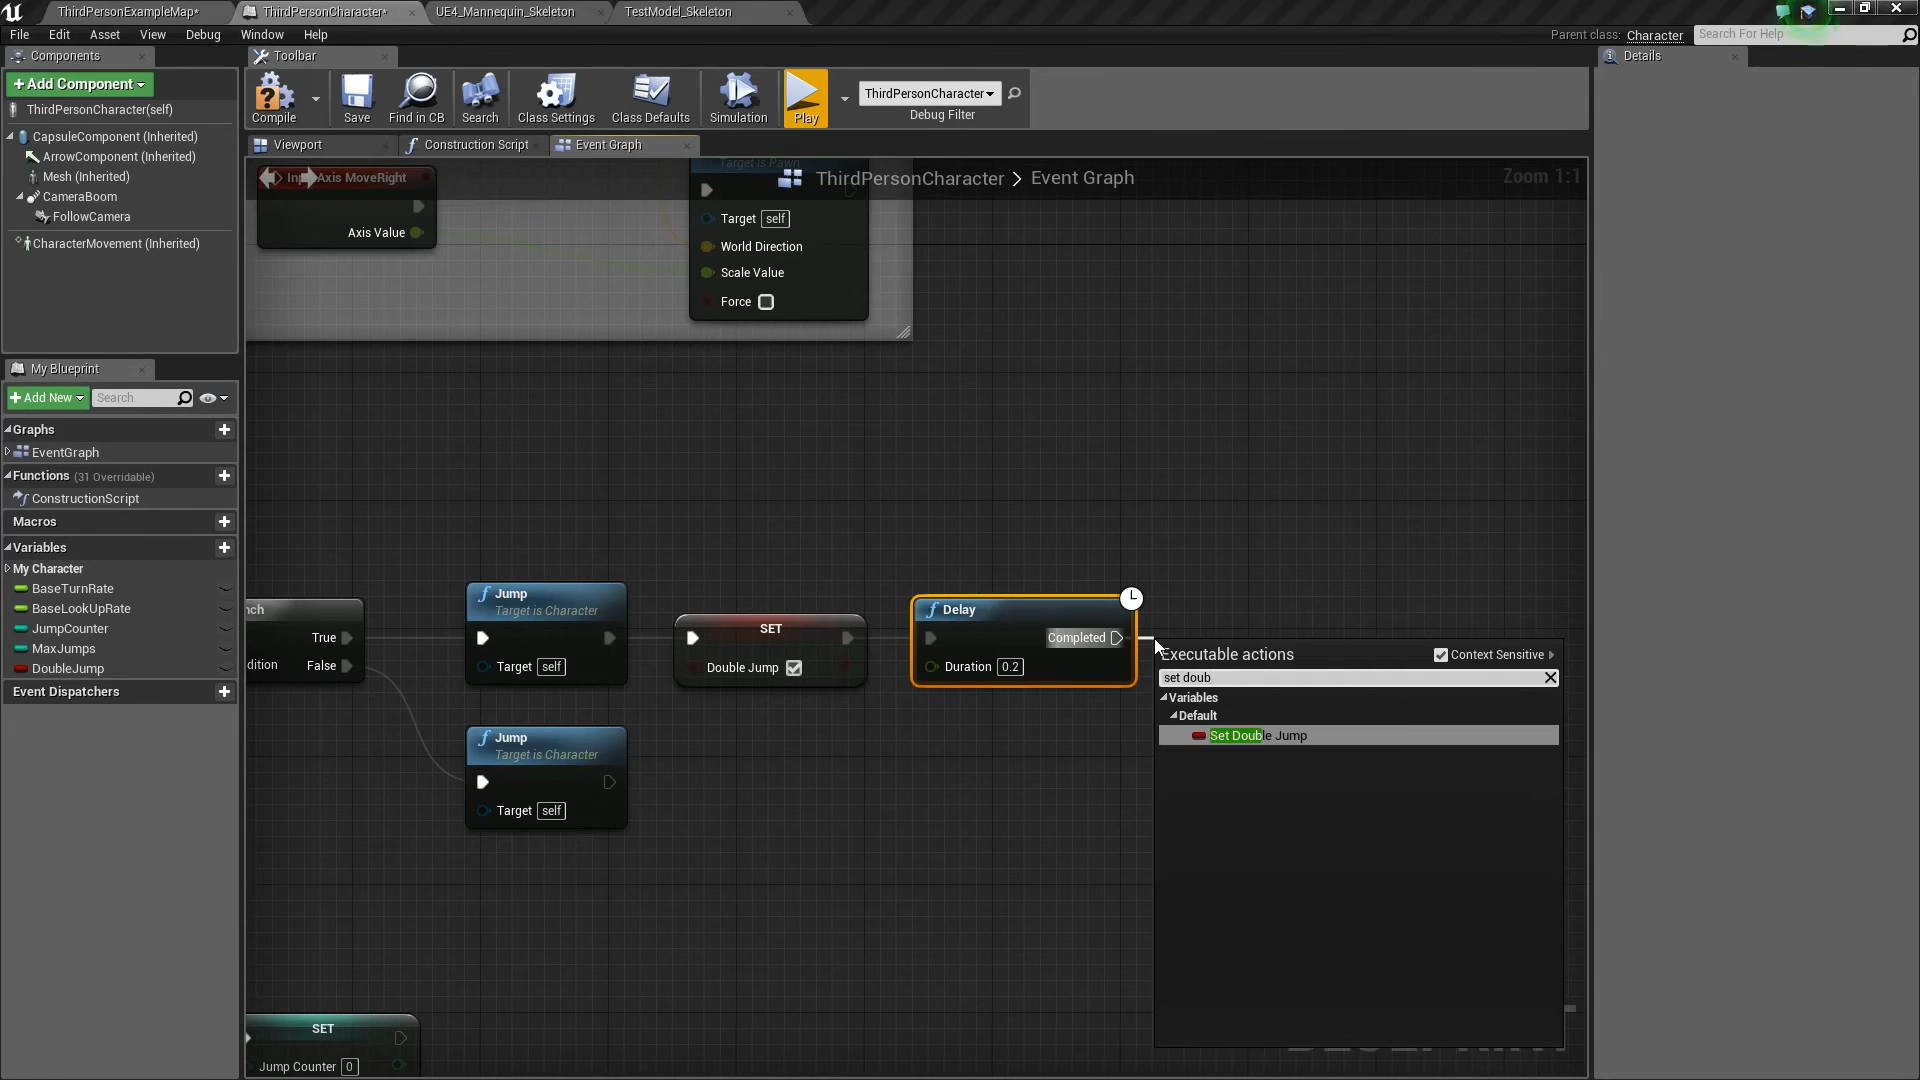 ThirdPersonExampleMap*
ThirdPersonCharacter*
UE4_Mannequin_Skeleton
TestModel_Skeleton
File
Edit
Asset
View
Debug
Window
Help
Parent class:
Character
Search For Help
Components
Toolbar
Details
+Add Component
ThirdPersonCharacter(self)
CapsuleComponent (Inherited)
ArrowComponent (Inherited)
Mesh (Inherited)
CameraBoom
FollowCamera
CharacterMovement (Inherited)
Compile
Save
Find in CB
Search
Class Settings
Class Defaults
Simulation
Play
ThirdPersonCharacter
Debug Filter
Viewport
Construction Script
Event Graph
ThirdPersonCharacter > Event Graph
Zoom 1:1
Axis MoveRight
Axis Value
Target is Pawn
Target self
World Direction
Scale Value
Force
My Blueprint
+Add New
Search
Graphs
EventGraph
Functions (31 Overridable)
ConstructionScript
Macros
Variables
My Character
BaseTurnRate
BaseLookUpRate
JumpCounter
MaxJumps
DoubleJump
Event Dispatchers
nch
True
dition
False
Jump
Target is Character
Target self
Jump
Target is Character
Target self
SET
Double Jump
Delay
Completed
Duration 0.2
Executable actions
Context Sensitive
set doub
Variables
Default
Set Double Jump
SET
Jump Counter 0